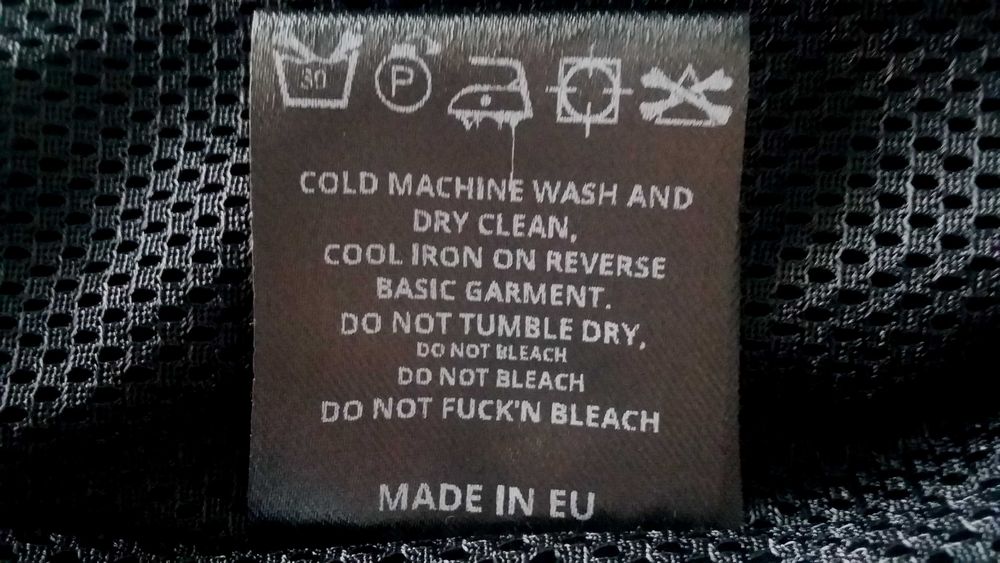 30 P
COLD MACHINE WASH AND
DRY CLEAN,
COOL IRON ON REVERSE
BASIC GARMENT.
DO NOT TUMBLE DRY,
DO NOT BLEACH
DO NOT BLEACH
DO NOT FUCK'N BLEACH
MADE IN EU